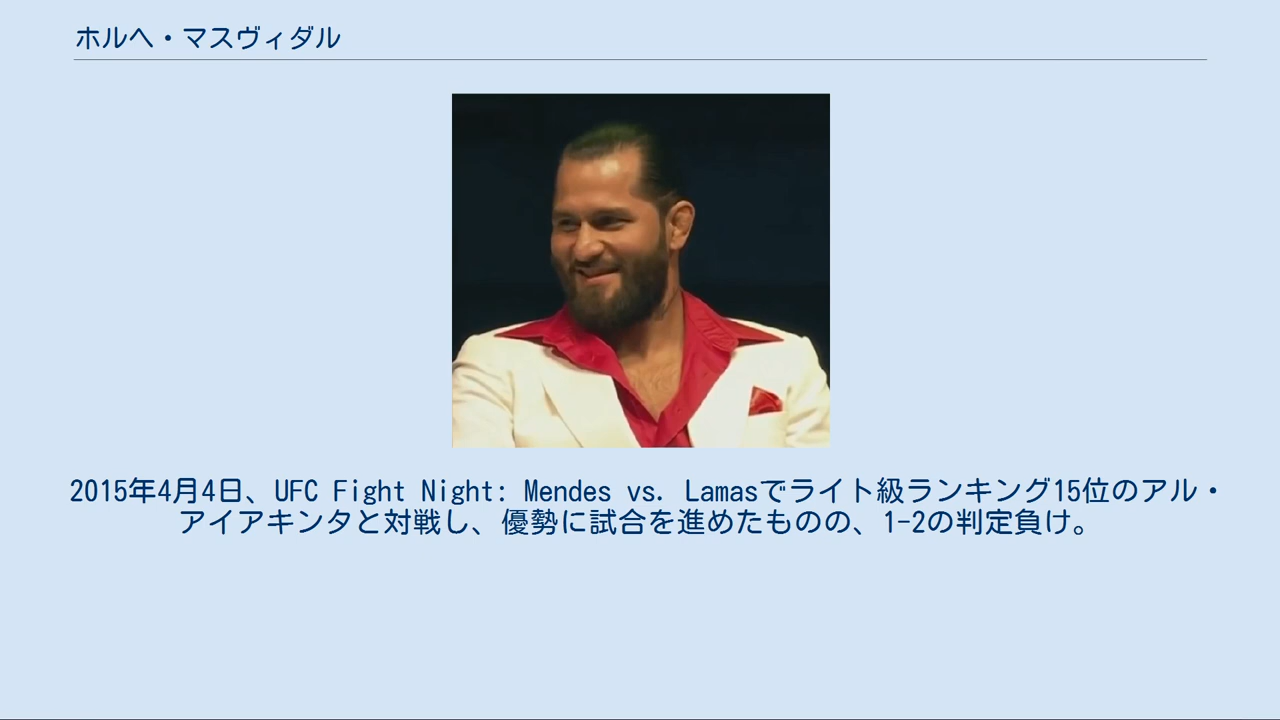 ホルヘ・マスヴィダル
2015年4月4日、UFC Fight Night: Mendes vs. Lamasでライト級ランキング15位のアル・
アイアキンタと対戦し、優勢に試合を進めたものの、1-2の判定負け。